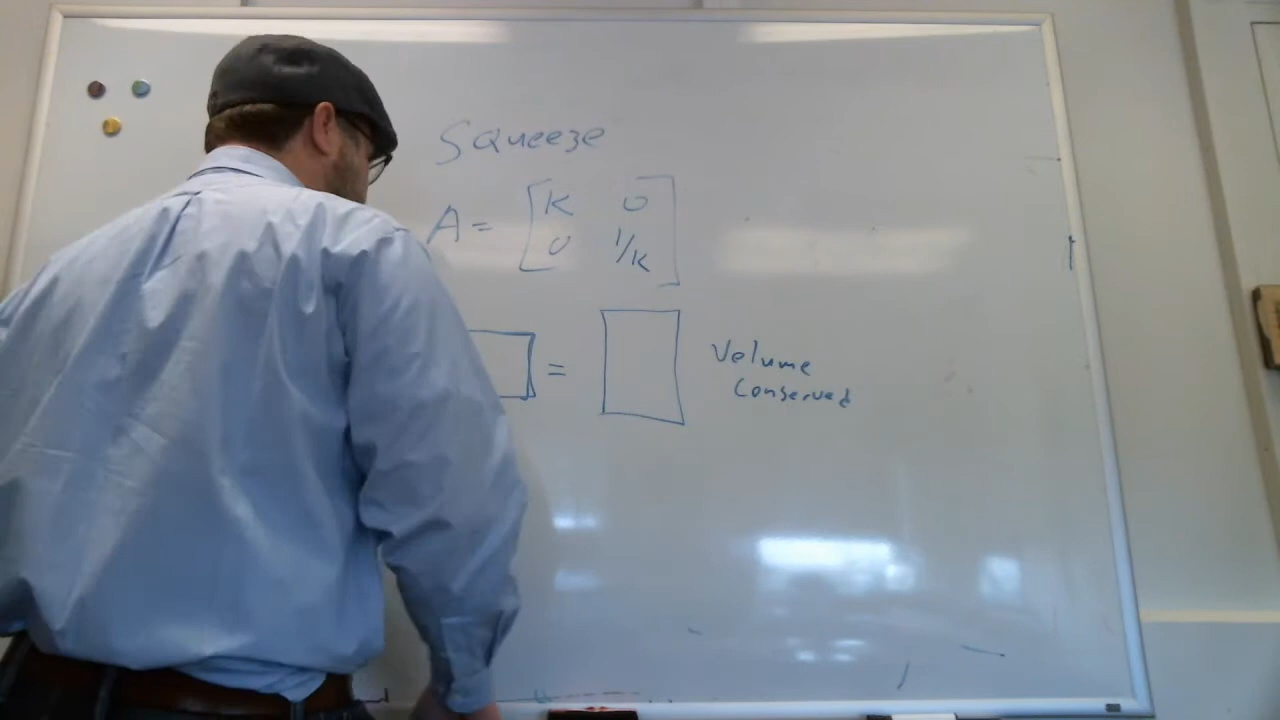 Squeeze
A = [K 0
0 1/K]
=
Volume
Conserved